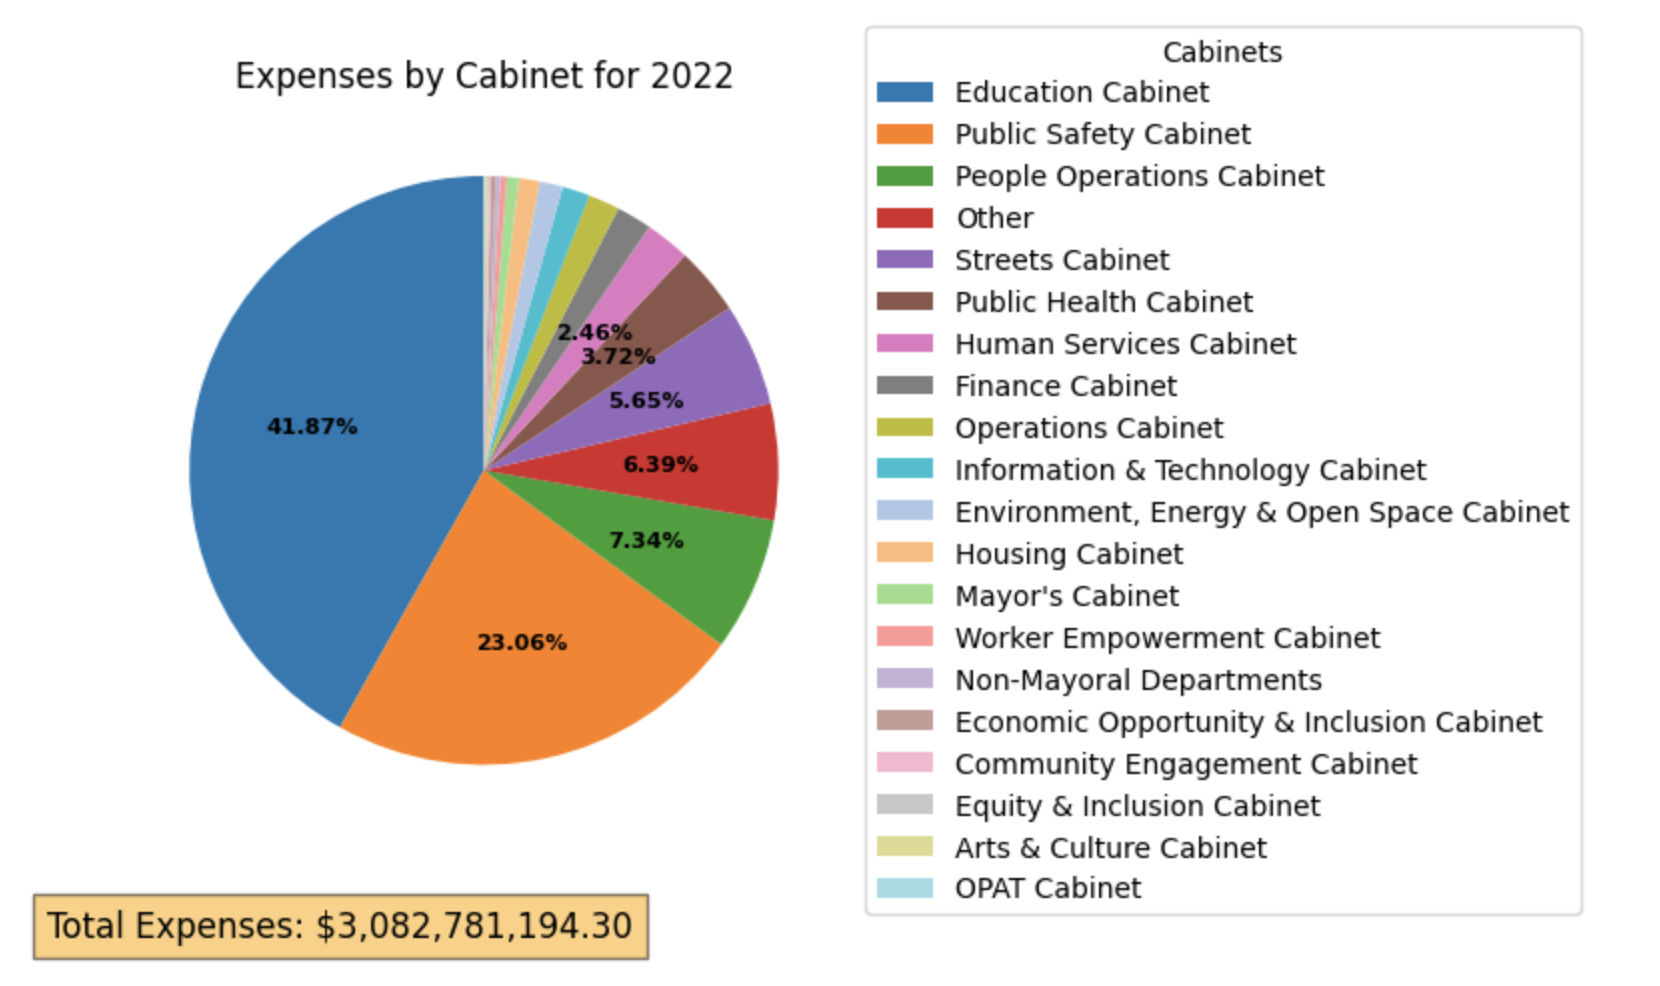 Expenses by Cabinet for 2022
2.46%
3.72%
5.65%
41.87%
6.39%
7.34%
23.06%
Total Expenses: $3,082,781,194.30
Cabinets
Education Cabinet
Public Safety Cabinet
People Operations Cabinet
Other
Streets Cabinet
Public Health Cabinet
Human Services Cabinet
Finance Cabinet
Operations Cabinet
Information & Technology Cabinet
Environment, Energy & Open Space Cabinet
Housing Cabinet
Mayor's Cabinet
Worker Empowerment Cabinet
Non-Mayoral Departments
Economic Opportunity & Inclusion Cabinet
Community Engagement Cabinet
Equity & Inclusion Cabinet
Arts & Culture Cabinet
OPAT Cabinet